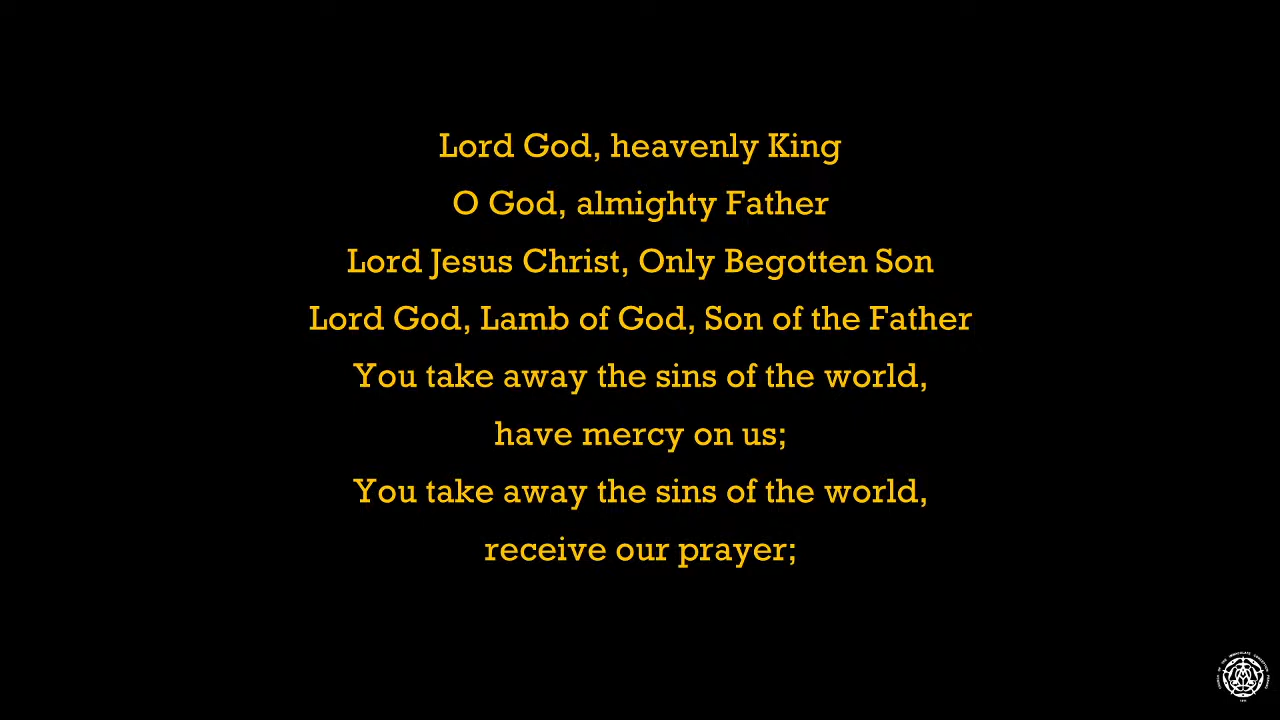 Lord God, heavenly King
O God, almighty Father
Lord Jesus Christ, Only Begotten Son
Lord God, Lamb of God, Son of the Father
You take away the sins of the world,
have mercy on us;
You take away the sins of the world,
receive our prayer;